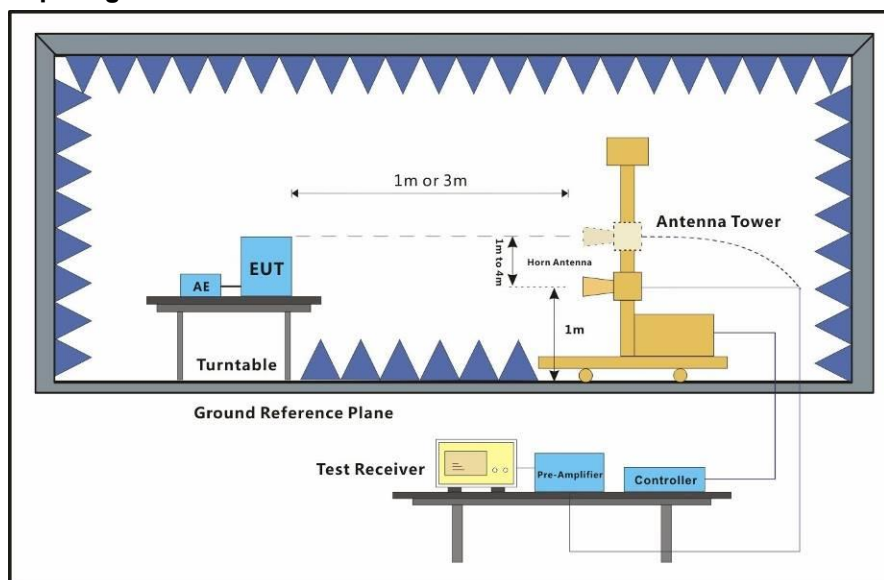 1m or 3m
Antenna Tower
1m to 4m
Horn Antenna
EUT
AE
1m
Turntable
Ground Reference Plane
Test Receiver
Pre-Amplifier
Controller